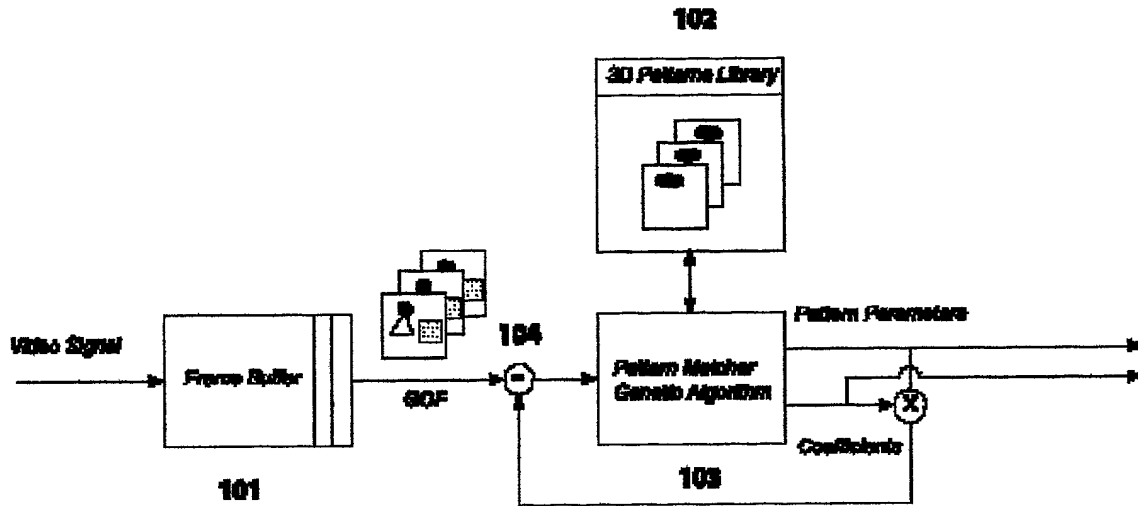 102
3D Patterns Library
104
Video Signal
Frame Buffer
GOF
-
Pattern Matcher
Genetic Algorithm
Pattern Parameters
X
Coefficients
101
103